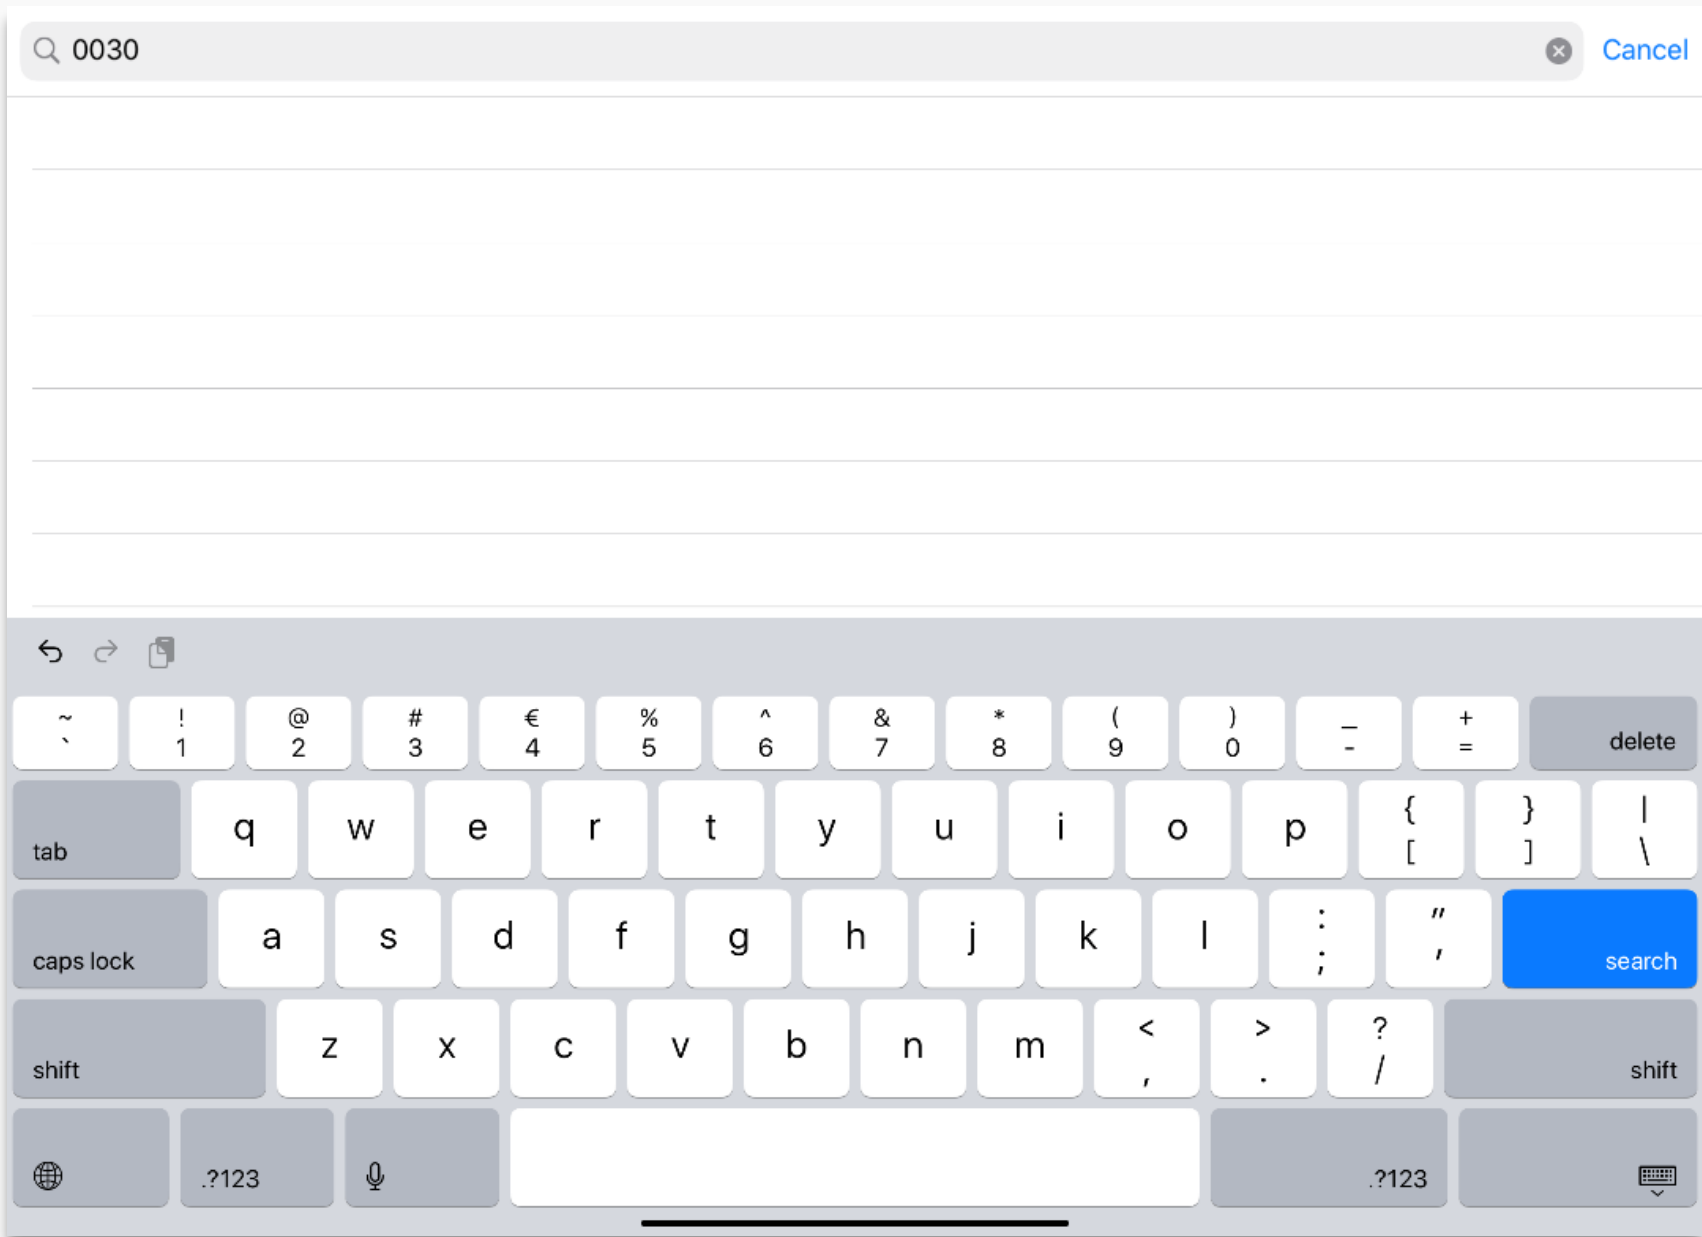 0030 Cancel
~ ! @ # € % ^ & * ( ) _ +
` 1 2 3 4 5 6 7 8 9 0 - = delete
tab q w e r t y u i o p { } |
[ ] \
caps lock a s d f g h j k l : "
; ' search
shift z x c v b n m < > ?
, . / shift
.?123 .?123